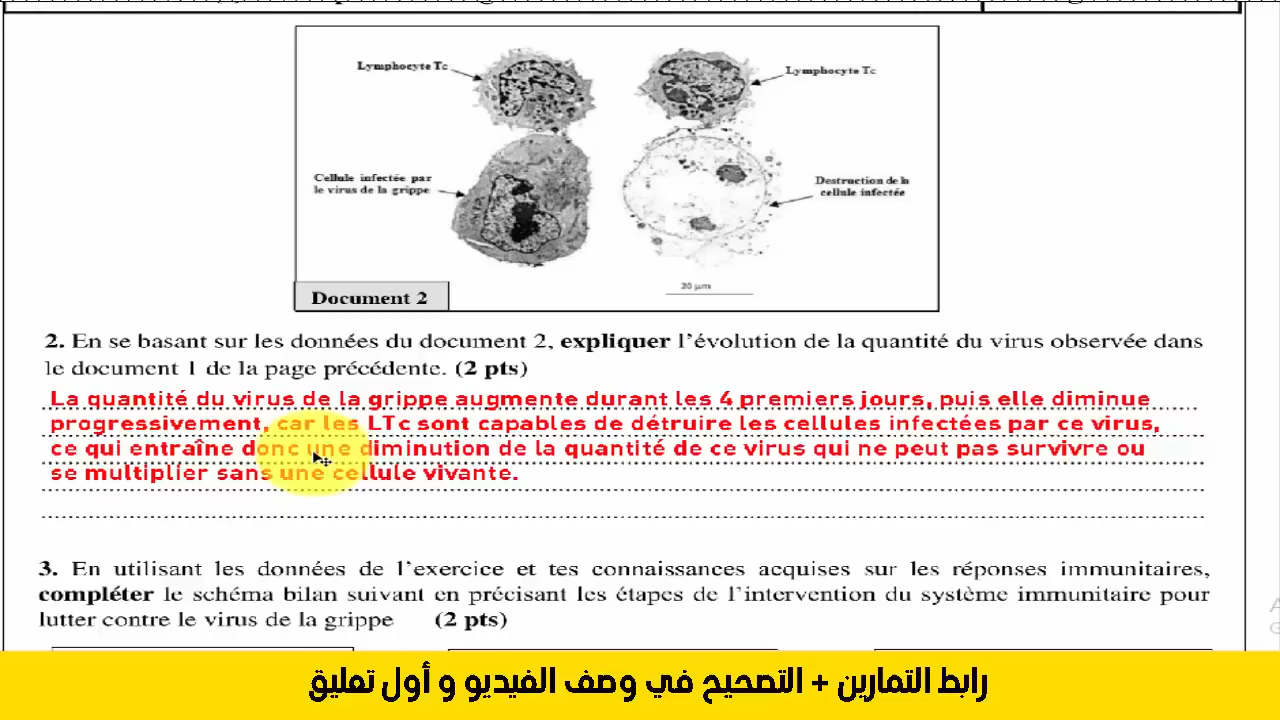 Lymphocyte Tc
Lymphocyte Tc
Cellule infectée par
le virus de la grippe
Destruction de la
cellule infectée
20 µm
Document 2
2. En se basant sur les données du document 2, expliquer l'évolution de la quantité du virus observée dans
le document 1 de la page précédente. (2 pts)
La quantité du virus de la grippe augmente durant les 4 premiers jours, puis elle diminue
progressivement, car les LTc sont capables de détruire les cellules infectées par ce virus,
ce qui entraîne donc une diminution de la quantité de ce virus qui ne peut pas survivre ou
se multiplier sans une cellule vivante.
3. En utilisant les données de l'exercice et tes connaissances acquises sur les réponses immunitaires,
compléter le schéma bilan suivant en précisant les étapes de l'intervention du système immunitaire pour
lutter contre le virus de la grippe (2 pts)
رابط التمارين + التصحيح في وصف الفيديو و أول تعليق